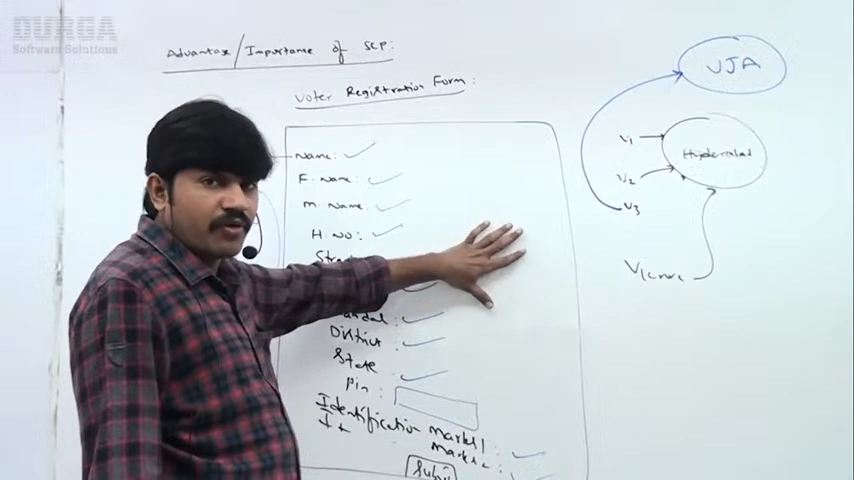 DURGA
Software Solutions
Advantage/Importance of SCP:
Voter Registration Form:
Name:
F. Name:
M. Name:
H. No:
District :
State
Pin :
Identification Mark1
Mark2 :
VJA
V1
Hyderabad
V2
V3
V1crore